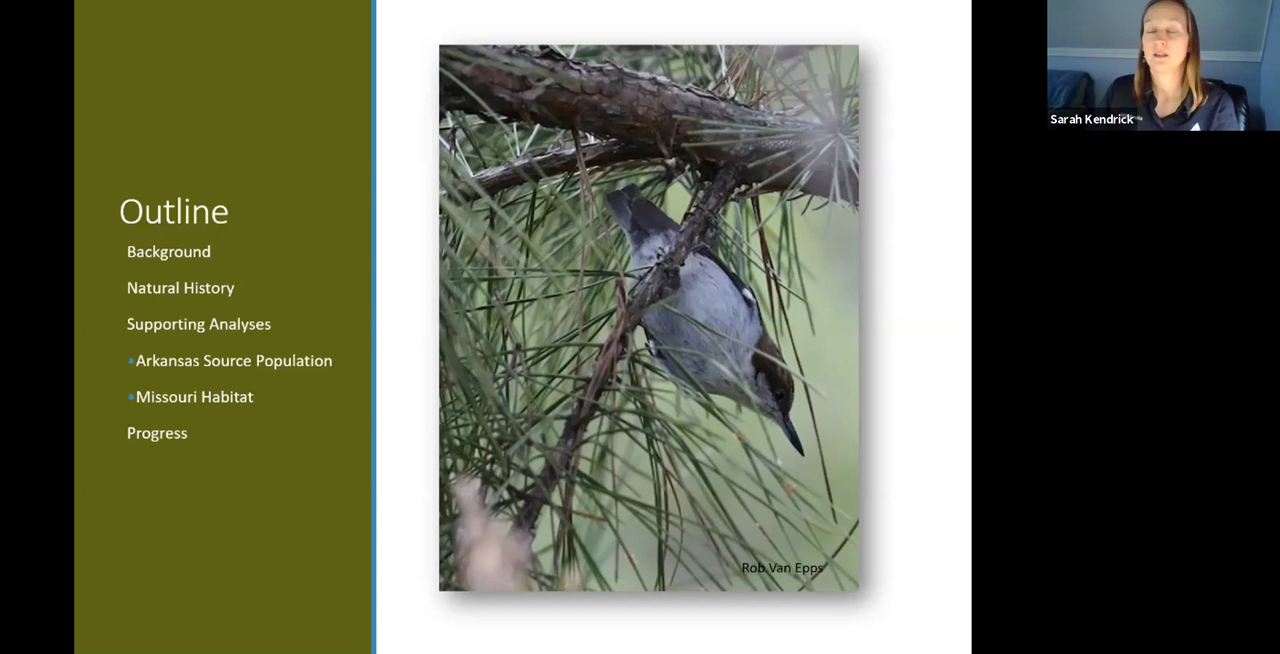 Outline
Background
Natural History
Supporting Analyses
•Arkansas Source Population
•Missouri Habitat
Progress
Rob Van Epps
Sarah Kendrick